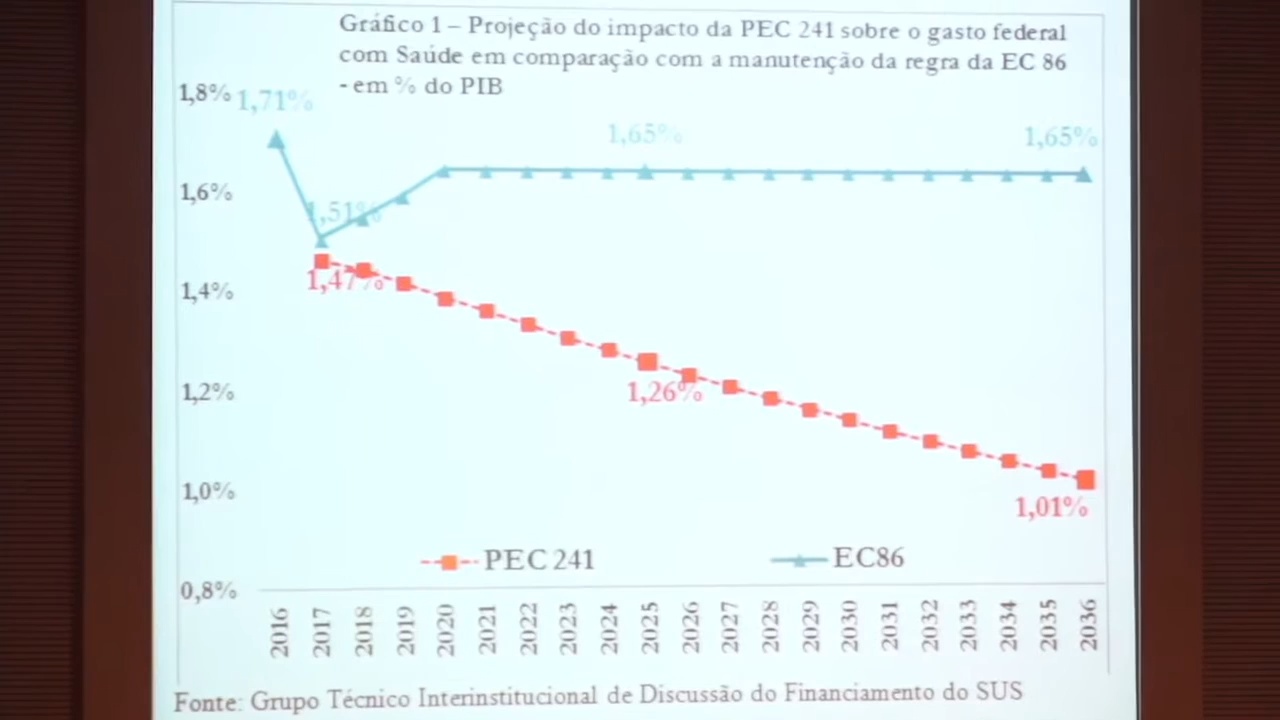 Gráfico 1 – Projeção do impacto da PEC 241 sobre o gasto federal
com Saúde em comparação com a manutenção da regra da EC 86
- em % do PIB
1,8%
1,71%
1,65%
1,65%
1,6%
1,51%
1,47%
1,4%
1,26%
1,2%
1,0%
1,01%
PEC 241
EC86
0,8%
2016 2017 2018 2019 2020 2021 2022 2023 2024 2025 2026 2027 2028 2029 2030 2031 2032 2033 2034 2035 2036
Fonte: Grupo Técnico Interinstitucional de Discussão do Financiamento do SUS